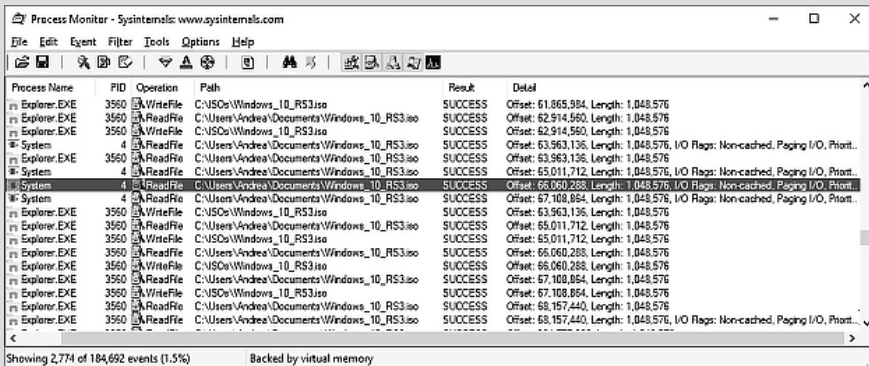 Process Monitor - Sysinternals: www.sysinternals.com
File Edit Event Filter Tools Options Help
Process Name PID Operation Path Result Detail
Explorer.EXE 3560 WriteFile C:\ISOs\Windows_10_RS3.iso SUCCESS Offset: 61,865,984, Length: 1,048,576
Explorer.EXE 3560 ReadFile C:\Users\Andrea\Documents\Windows_10_RS3.iso SUCCESS Offset: 62,914,560, Length: 1,048,576
Explorer.EXE 3560 WriteFile C:\ISOs\Windows_10_RS3.iso SUCCESS Offset: 62,914,560, Length: 1,048,576
System 4 ReadFile C:\Users\Andrea\Documents\Windows_10_RS3.iso SUCCESS Offset: 63,963,136, Length: 1,048,576, I/O Flags: Non-cached, Paging I/O, Priorit...
Explorer.EXE 3560 ReadFile C:\Users\Andrea\Documents\Windows_10_RS3.iso SUCCESS Offset: 63,963,136, Length: 1,048,576
System 4 ReadFile C:\Users\Andrea\Documents\Windows_10_RS3.iso SUCCESS Offset: 65,011,712, Length: 1,048,576, I/O Flags: Non-cached, Paging I/O, Priorit...
System 4 ReadFile C:\Users\Andrea\Documents\Windows_10_RS3.iso SUCCESS Offset: 66,060,288, Length: 1,048,576, I/O Flags: Non-cached, Paging I/O, Priorit...
System 4 ReadFile C:\Users\Andrea\Documents\Windows_10_RS3.iso SUCCESS Offset: 67,108,864, Length: 1,048,576, I/O Flags: Non-cached, Paging I/O, Priorit...
Explorer.EXE 3560 WriteFile C:\ISOs\Windows_10_RS3.iso SUCCESS Offset: 63,963,136, Length: 1,048,576
Explorer.EXE 3560 ReadFile C:\Users\Andrea\Documents\Windows_10_RS3.iso SUCCESS Offset: 65,011,712, Length: 1,048,576
Explorer.EXE 3560 WriteFile C:\ISOs\Windows_10_RS3.iso SUCCESS Offset: 65,011,712, Length: 1,048,576
Explorer.EXE 3560 ReadFile C:\Users\Andrea\Documents\Windows_10_RS3.iso SUCCESS Offset: 66,060,288, Length: 1,048,576
Explorer.EXE 3560 WriteFile C:\ISOs\Windows_10_RS3.iso SUCCESS Offset: 66,060,288, Length: 1,048,576
Explorer.EXE 3560 ReadFile C:\Users\Andrea\Documents\Windows_10_RS3.iso SUCCESS Offset: 67,108,864, Length: 1,048,576
Explorer.EXE 3560 WriteFile C:\ISOs\Windows_10_RS3.iso SUCCESS Offset: 67,108,864, Length: 1,048,576
Explorer.EXE 3560 ReadFile C:\Users\Andrea\Documents\Windows_10_RS3.iso SUCCESS Offset: 68,157,440, Length: 1,048,576
Explorer.EXE 3560 ReadFile C:\Users\Andrea\Documents\Windows_10_RS3.iso SUCCESS Offset: 68,157,440, Length: 1,048,576, I/O Flags: Non-cached, Paging I/O, Priorit...
Showing 2,774 of 184,692 events (1.5%) Backed by virtual memory